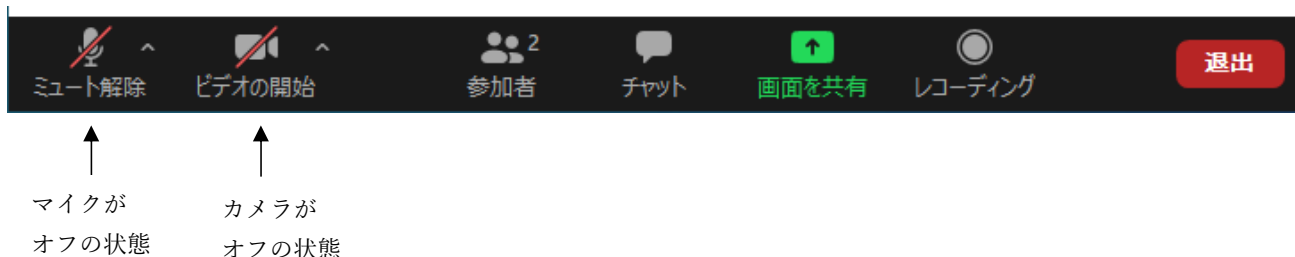 ミュート解除 ビデオの開始 2 参加者 チャット 画面を共有 レコーディング 退出
マイクが
オフの状態
カメラが
オフの状態